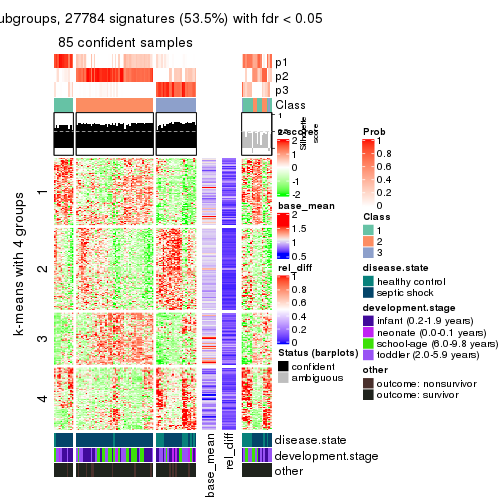 ubgroups, 27784 signatures (53.5%) with fdr < 0.05
85 confident samples
p1
p2
p3
Class
1
Silhouette
score
z-score
2
1
0
-1
-2
base_mean
2
1.5
1
0.5
rel_diff
1
0.8
0.6
0.4
0.2
0
Status (barplots)
confident
ambiguous
Prob
1
0.8
0.6
0.4
0.2
0
Class
1
2
3
disease.state
healthy control
septic shock
development.stage
infant (0.2-1.9 years)
neonate (0.0-0.1 years)
school-age (6.0-9.8 years)
toddler (2.0-5.9 years)
other
outcome: nonsurvivor
outcome: survivor
k-means with 4 groups
1
2
3
4
base_mean
rel_diff
disease.state
development.stage
other